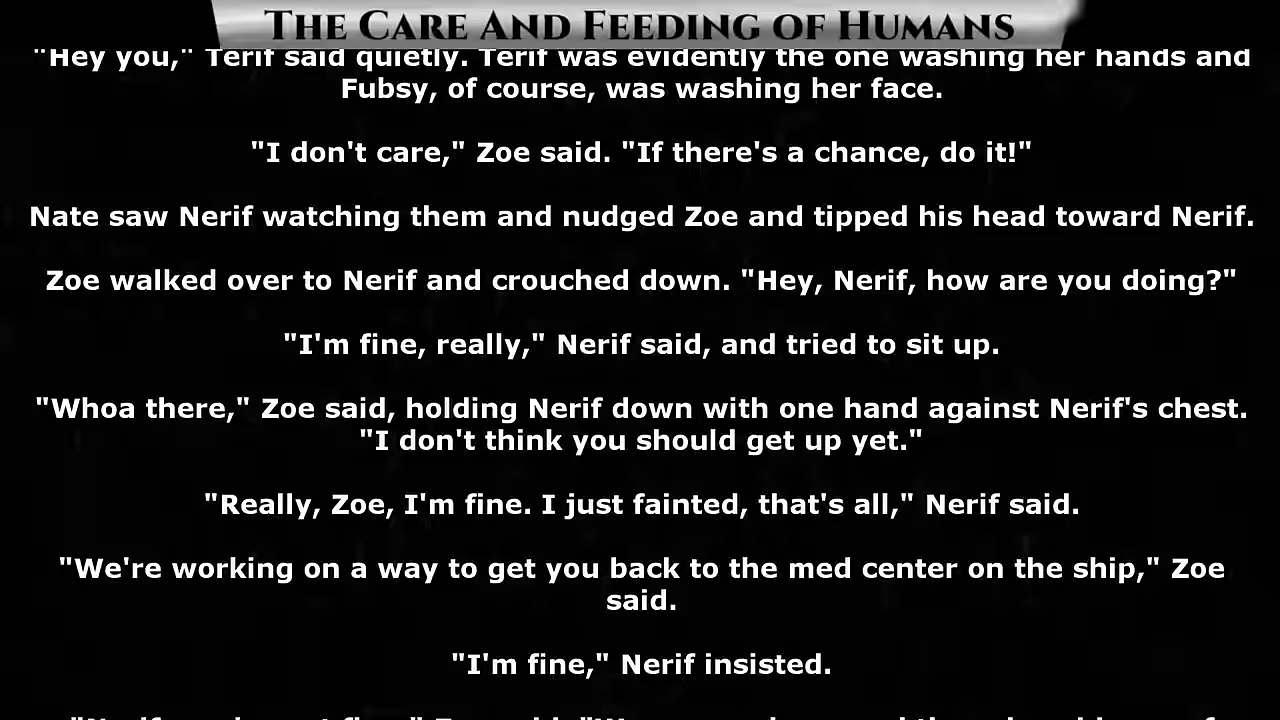 THE CARE AND FEEDING OF HUMANS
"Hey you," Terif said quietly. Terif was evidently the one washing her hands and
Fubsy, of course, was washing her face.
"I don't care," Zoe said. "If there's a chance, do it!"
Nate saw Nerif watching them and nudged Zoe and tipped his head toward Nerif.
Zoe walked over to Nerif and crouched down. "Hey, Nerif, how are you doing?"
"I'm fine, really," Nerif said, and tried to sit up.
"Whoa there," Zoe said, holding Nerif down with one hand against Nerif's chest.
"I don't think you should get up yet."
"Really, Zoe, I'm fine. I just fainted, that's all," Nerif said.
"We're working on a way to get you back to the med center on the ship," Zoe
said.
"I'm fine," Nerif insisted.